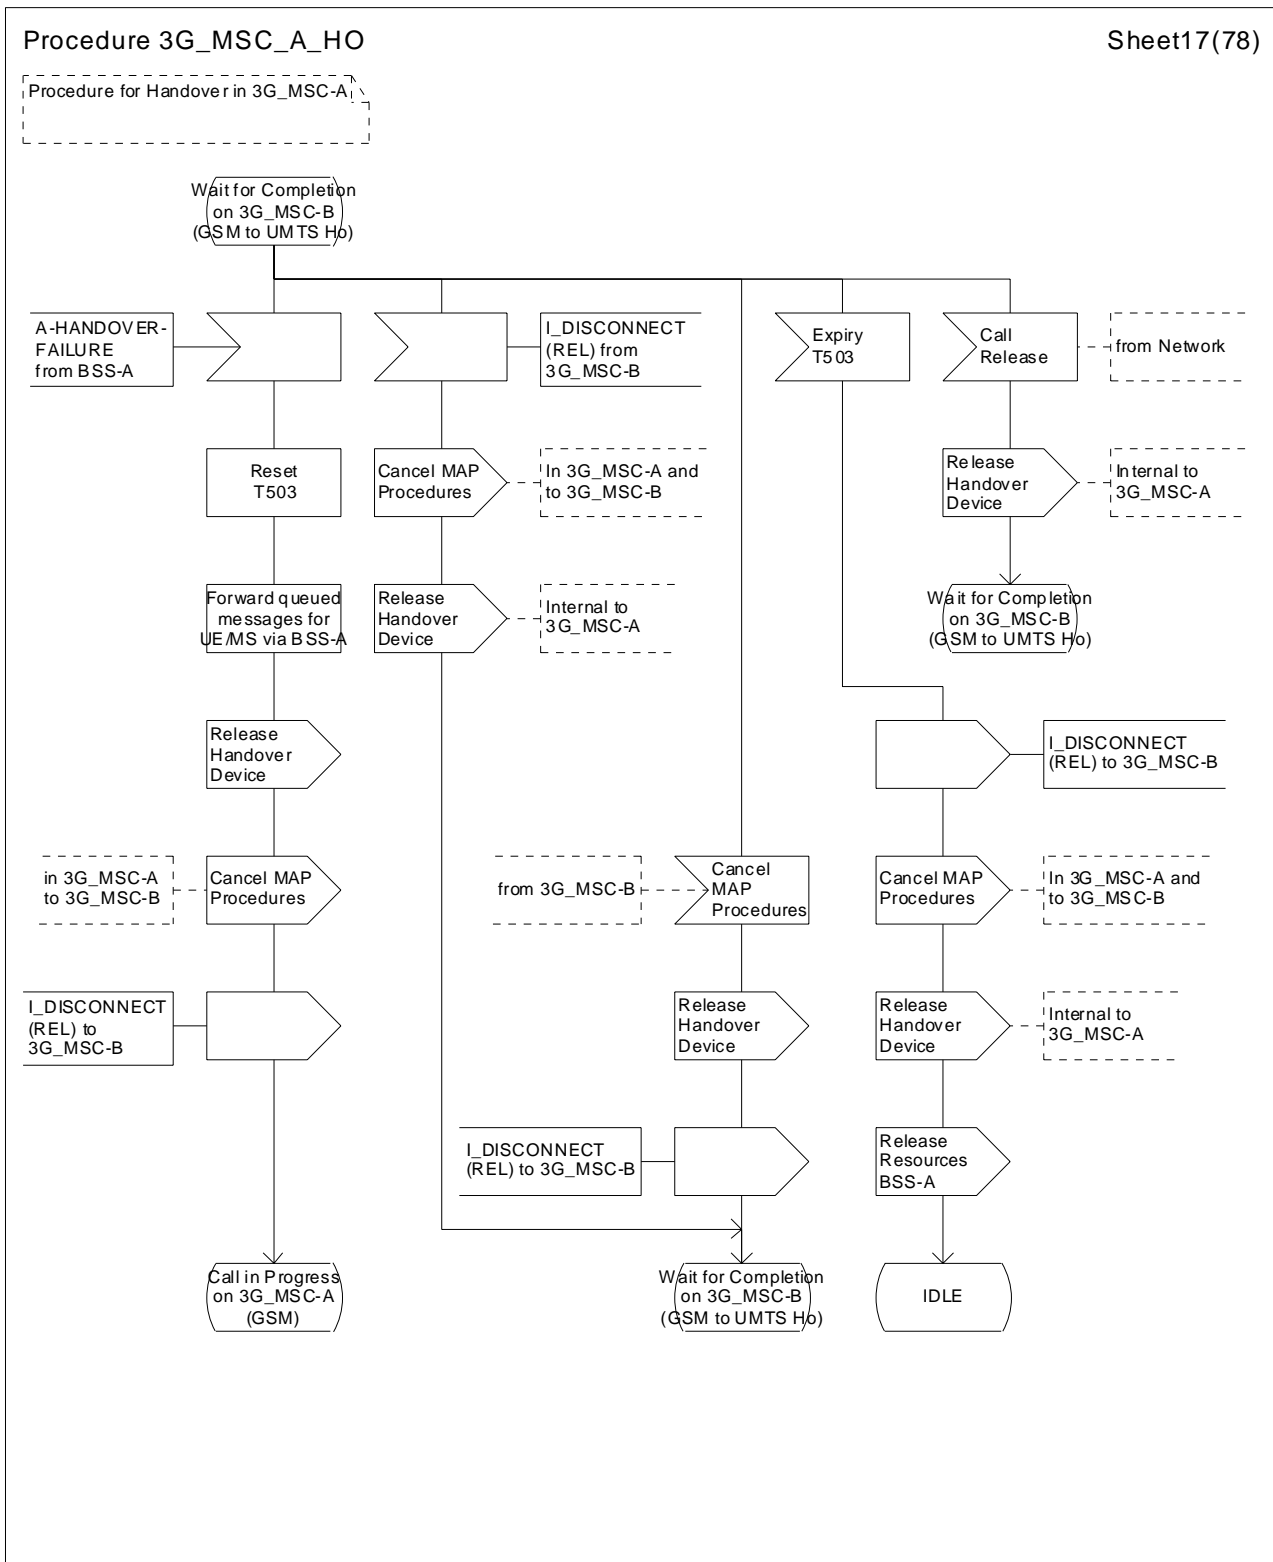 Procedure 3G_MSC_A_HO
Sheet17(78)
Procedure for Handover in 3G_MSC-A
Wait for Completion
on 3G_MSC-B
(GSM to UMTS Ho)
A-HANDOVER-
FAILURE
from BSS-A
I_DISCONNECT
(REL) from
3G_MSC-B
Expiry
T503
Call
Release
from Network
Reset
T503
Cancel MAP
Procedures
In 3G_MSC-A and
to 3G_MSC-B
Release
Handover
Device
Internal to
3G_MSC-A
Forward queued
messages for
UE/MS via BSS-A
Release
Handover
Device
Internal to
3G_MSC-A
Wait for Completion
on 3G_MSC-B
(GSM to UMTS Ho)
Release
Handover
Device
I_DISCONNECT
(REL) to 3G_MSC-B
in 3G_MSC-A
to 3G_MSC-B
Cancel MAP
Procedures
from 3G_MSC-B
Cancel
MAP
Procedures
Cancel MAP
Procedures
In 3G_MSC-A and
to 3G_MSC-B
I_DISCONNECT
(REL) to
3G_MSC-B
Release
Handover
Device
Release
Handover
Device
Internal to
3G_MSC-A
I_DISCONNECT
(REL) to 3G_MSC-B
Release
Resources
BSS-A
Call in Progress
on 3G_MSC-A
(GSM)
Wait for Completion
on 3G_MSC-B
(GSM to UMTS Ho)
IDLE